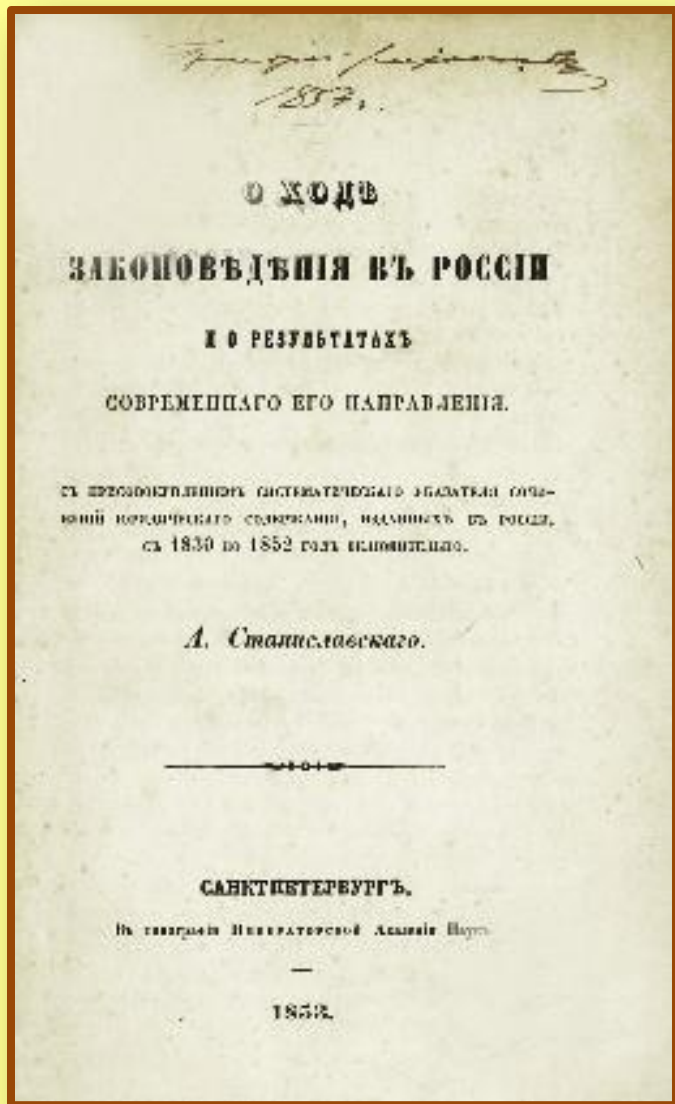 1857 г.
О ХОДѢ
ЗАКОНОВѢДѢНІЯ ВЪ РОССІИ
И О РЕЗУЛЬТАТАХЪ
СОВРЕМЕННАГО ЕГО НАПРАВЛЕНІЯ.
СЪ ПРИСОВОКУПЛЕНІЕМЪ СИСТЕМАТИЧЕСКАГО УКАЗАТЕЛЯ СОЧИ-
НЕНІЙ ЮРИДИЧЕСКАГО СОДЕРЖАНІЯ, ИЗДАННЫХЪ ВЪ РОССІИ,
СЪ 1830 ПО 1852 ГОДЪ ВКЛЮЧИТЕЛЬНО.
А. Станиславскаго.
САНКТПЕТЕРБУРГЪ.
Въ типографіи Императорской Академіи Наукъ
1853.